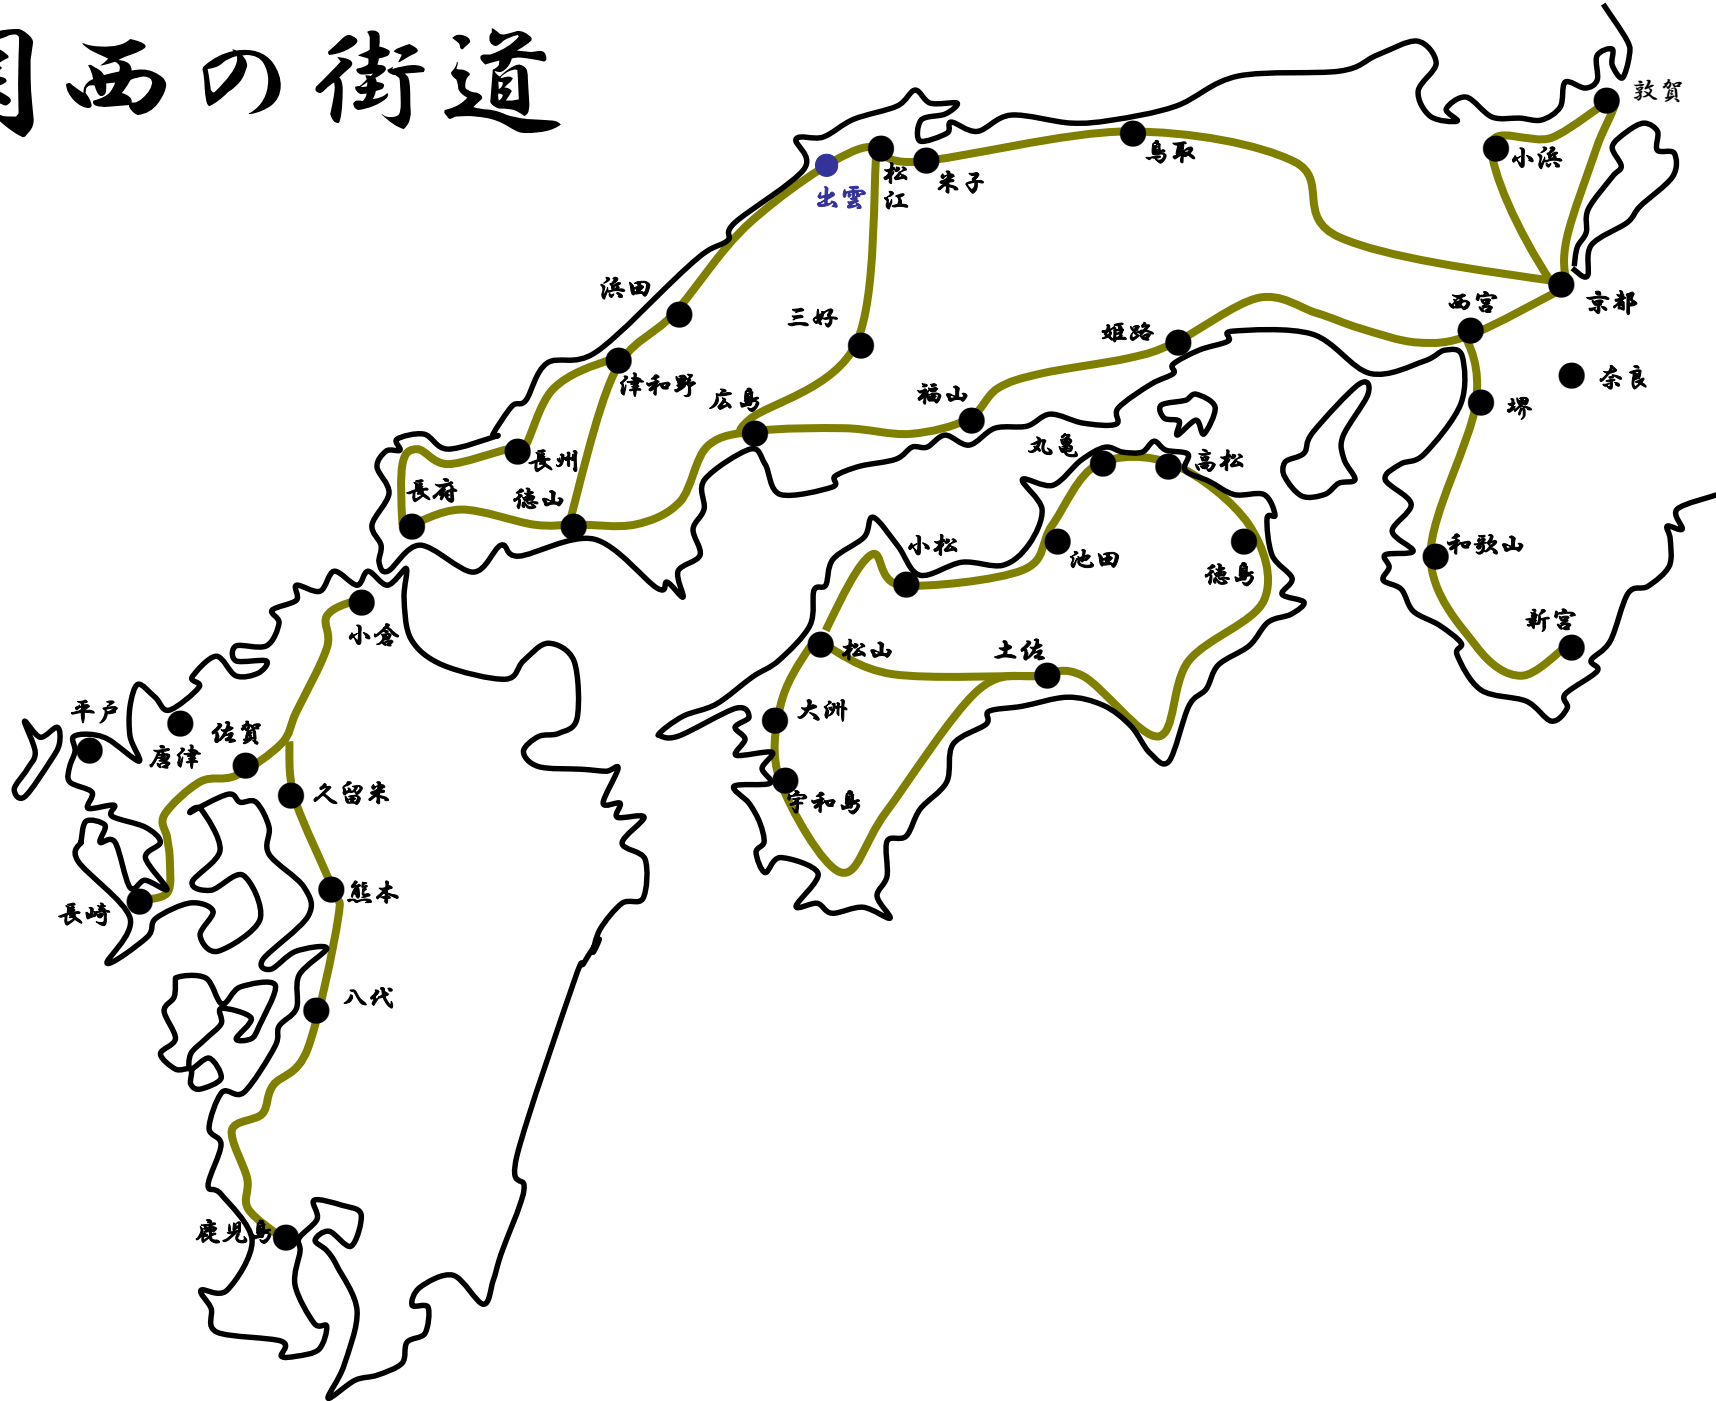 関西の街道
敦賀
小浜
鳥取
松江
米子
出雲
浜田
三好
西宮
京都
姫路
奈良
津和野
広島
福山
堺
長州
丸亀
高松
長府
徳山
小松
池田
徳島
和歌山
小倉
松山
土佐
新宮
平戸
唐津
佐賀
大洲
久留米
宇和島
長崎
熊本
八代
鹿児島